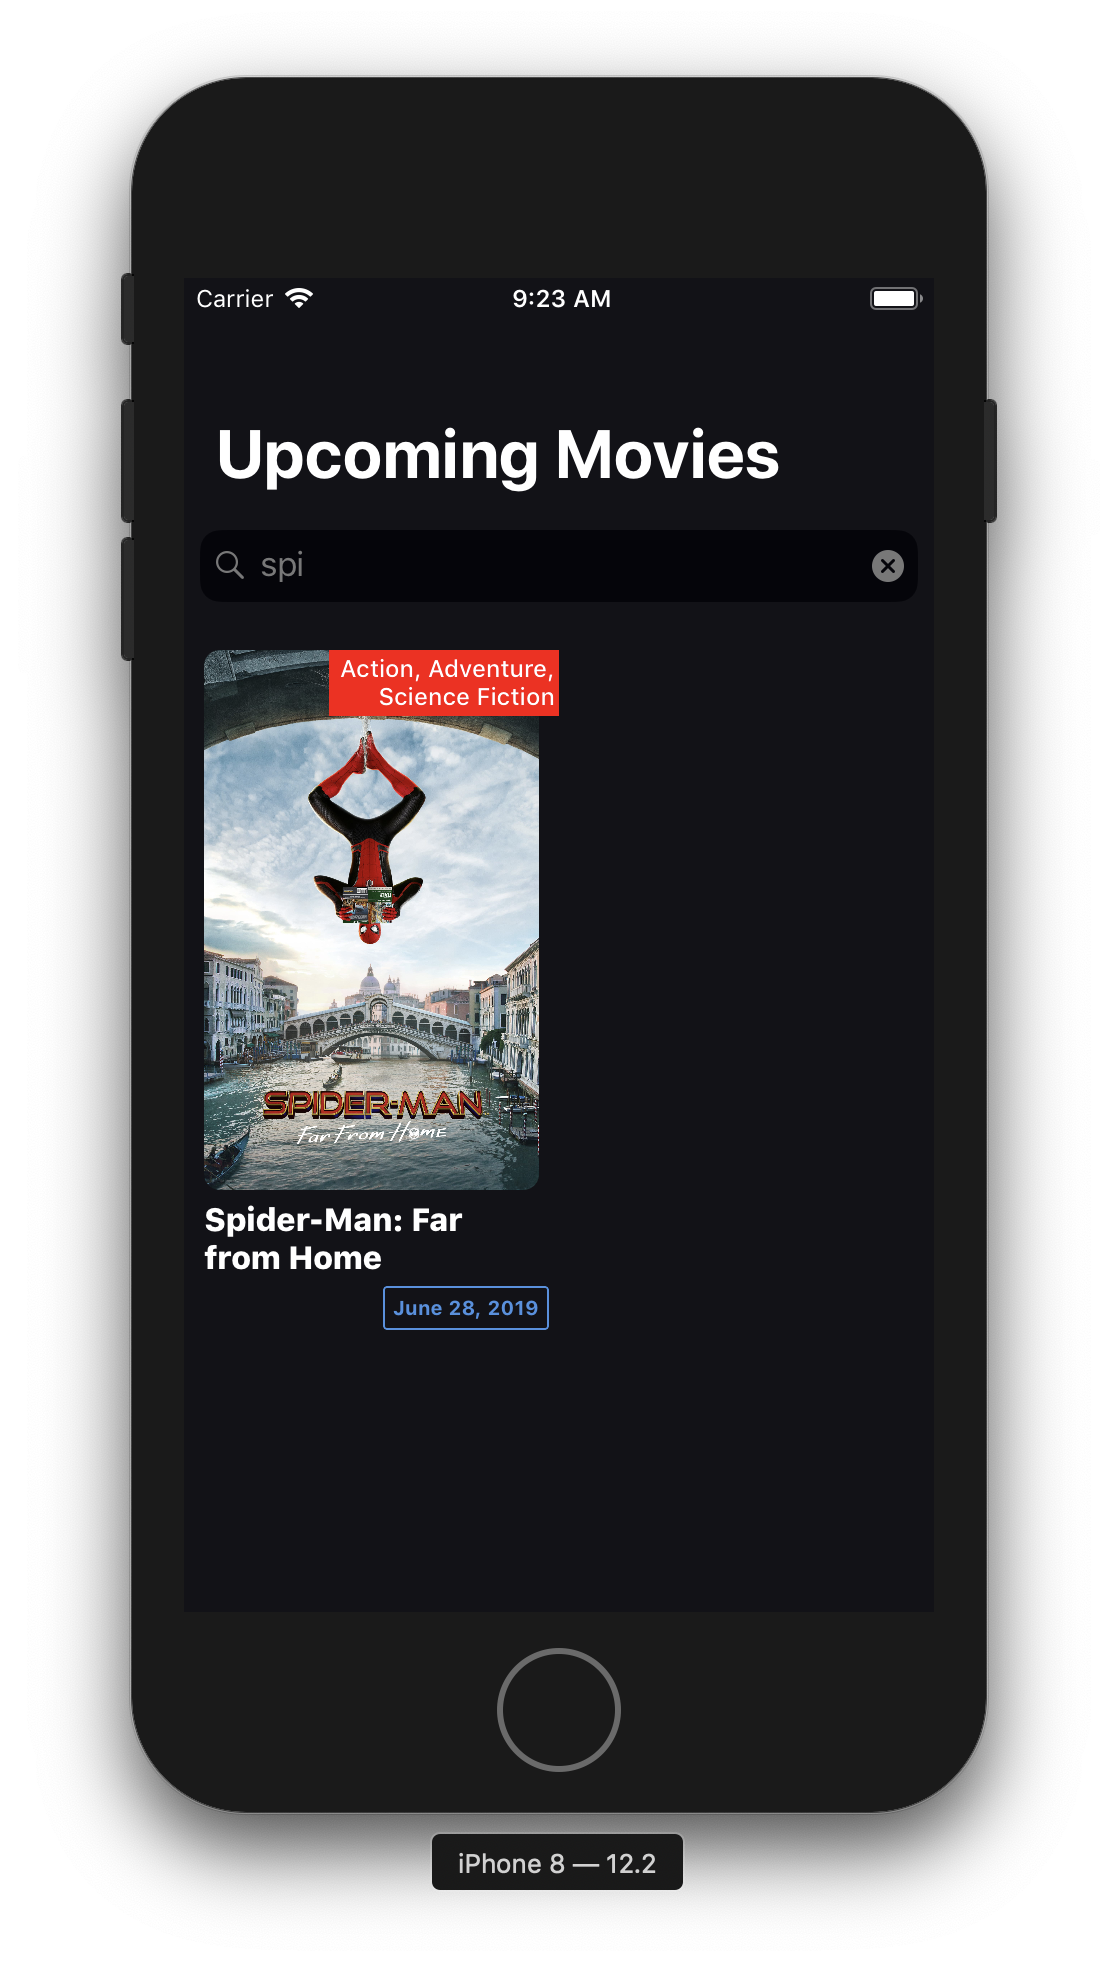 Carrier
9:23 AM
Upcoming Movies
spi
Action, Adventure,
Science Fiction
SPIDER-MAN
Far From Home
Spider-Man: Far
from Home
June 28, 2019
iPhone 8 — 12.2